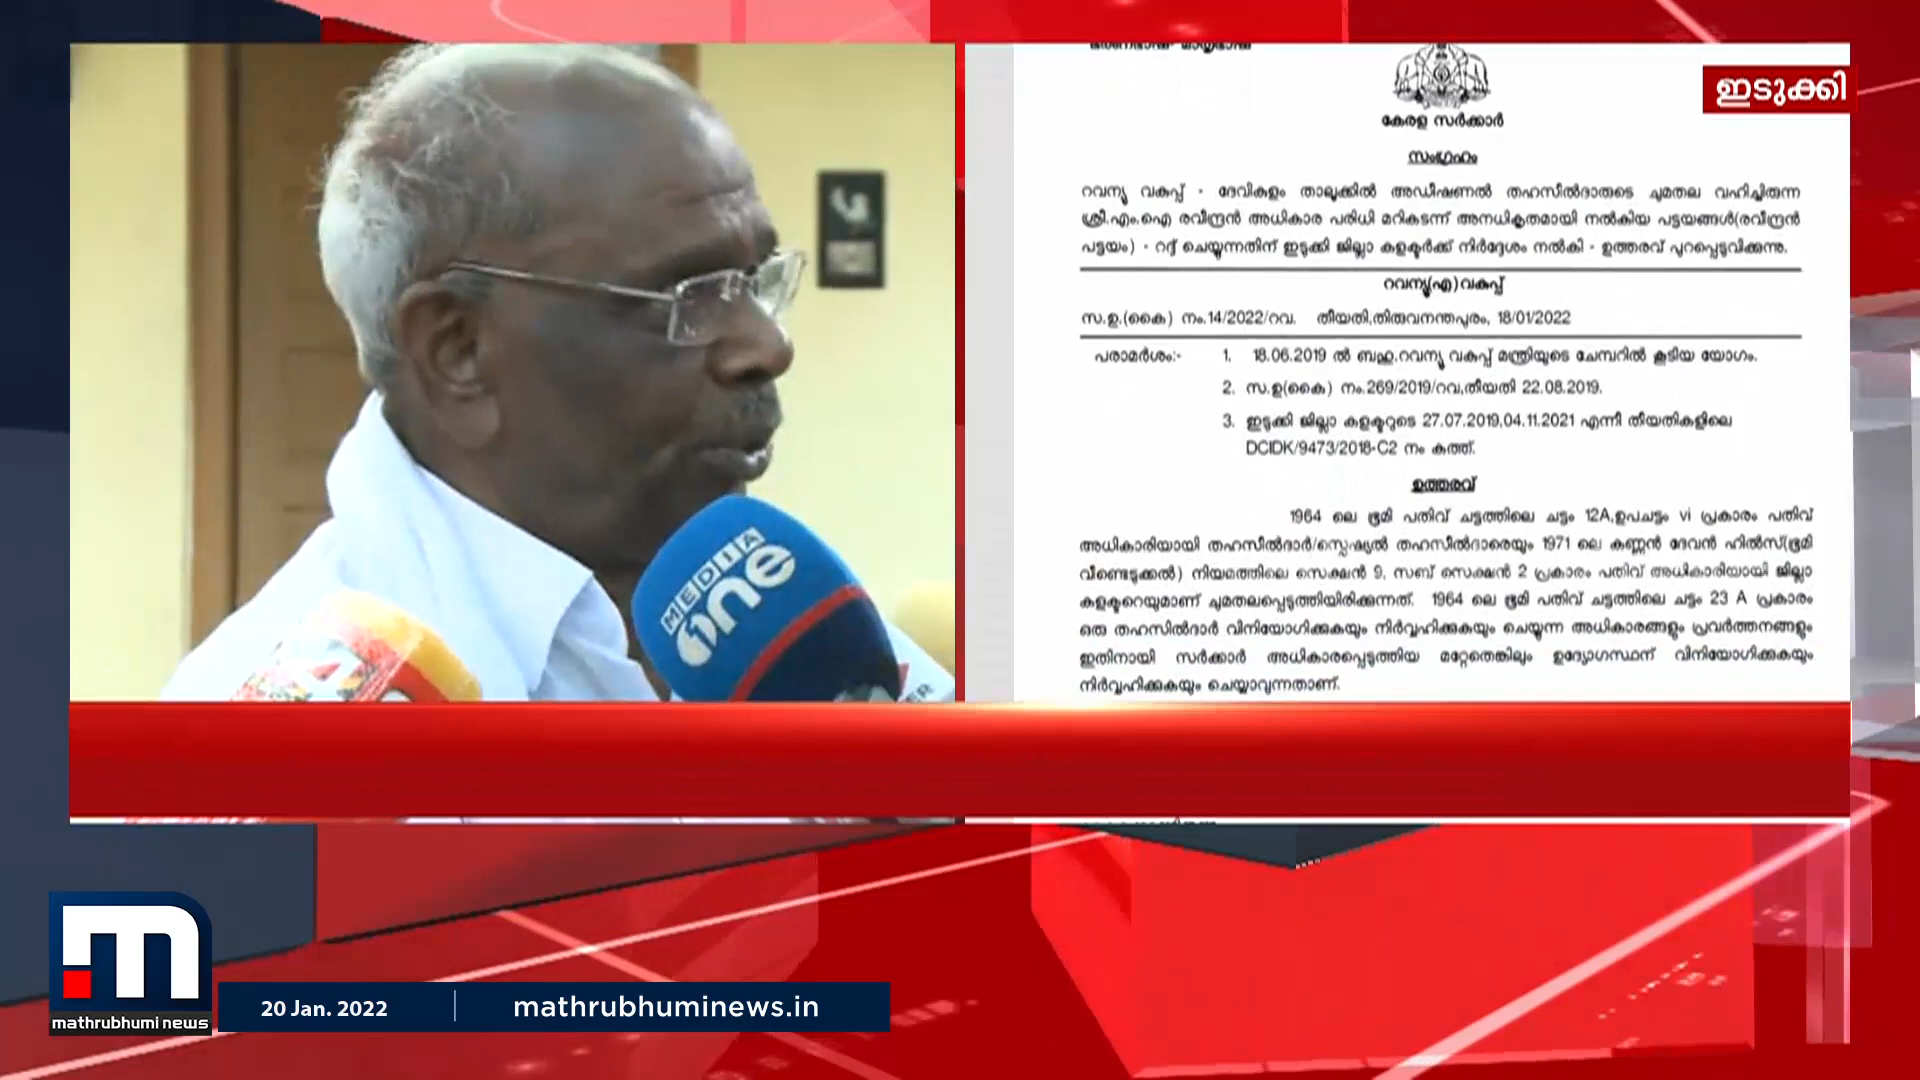 ഭരണഭാഷ- മാതൃഭാഷ
ഇടുക്കി
കേരള സർക്കാർ
സംഗ്രഹം
റവന്യൂ വകുപ്പ് - ദേവികുളം താലൂക്കിൽ അഡീഷണൽ തഹസീൽദാരുടെ ചുമതല വഹിച്ചിരുന്ന
ശ്രീ.എം.ഐ രവീന്ദ്രൻ അധികാര പരിധി മറികടന്ന് അനധികൃതമായി നൽകിയ പട്ടയങ്ങൾ(രവീന്ദ്രൻ
പട്ടയം) - റദ്ദ് ചെയ്യുന്നതിന് ഇടുക്കി ജില്ലാ കളക്ടർക്ക് നിർദ്ദേശം നൽകി - ഉത്തരവ് പുറപ്പെടുവിക്കുന്നു.
റവന്യൂ(എ)വകുപ്പ്
സ.ഉ.(കൈ) നം.14/2022/റവ. തീയതി,തിരുവനന്തപുരം, 18/01/2022
പരാമർശം:- 1. 18.06.2019 ൽ ബഹു.റവന്യൂ വകുപ്പ് മന്ത്രിയുടെ ചേമ്പറിൽ കൂടിയ യോഗം.
2. സ.ഉ(കൈ) നം.269/2019/റവ,തീയതി 22.08.2019.
3. ഇടുക്കി ജില്ലാ കളക്ടറുടെ 27.07.2019,04.11.2021 എന്നീ തീയതികളിലെ
DCIDK/9473/2018-C2 നം കത്ത്.
ഉത്തരവ്
1964 ലെ ഭൂമി പതിവ് ചട്ടത്തിലെ ചട്ടം 12A,ഉപചട്ടം vi പ്രകാരം പതിവ്
അധികാരിയായി തഹസീൽദാർ/സ്പെഷ്യൽ തഹസീൽദാരെയും 1971 ലെ കണ്ണൻ ദേവൻ ഹിൽസ്(ഭൂമി
വീണ്ടെടുക്കൽ) നിയമത്തിലെ സെക്ഷൻ 9, സബ് സെക്ഷൻ 2 പ്രകാരം പതിവ് അധികാരിയായി ജില്ലാ
കളക്ടറെയുമാണ് ചുമതലപ്പെടുത്തിയിരിക്കുന്നത്. 1964 ലെ ഭൂമി പതിവ് ചട്ടത്തിലെ ചട്ടം 23 A പ്രകാരം
ഒരു തഹസിൽദാർ വിനിയോഗിക്കുകയും നിർവ്വഹിക്കുകയും ചെയ്യുന്ന അധികാരങ്ങളും പ്രവർത്തനങ്ങളും
ഇതിനായി സർക്കാർ അധികാരപ്പെടുത്തിയ മറ്റേതെങ്കിലും ഉദ്യോഗസ്ഥന് വിനിയോഗിക്കുകയും
നിർവ്വഹിക്കുകയും ചെയ്യാവുന്നതാണ്.
MEDIA
one
mathrubhumi news
20 Jan. 2022
mathrubhuminews.in